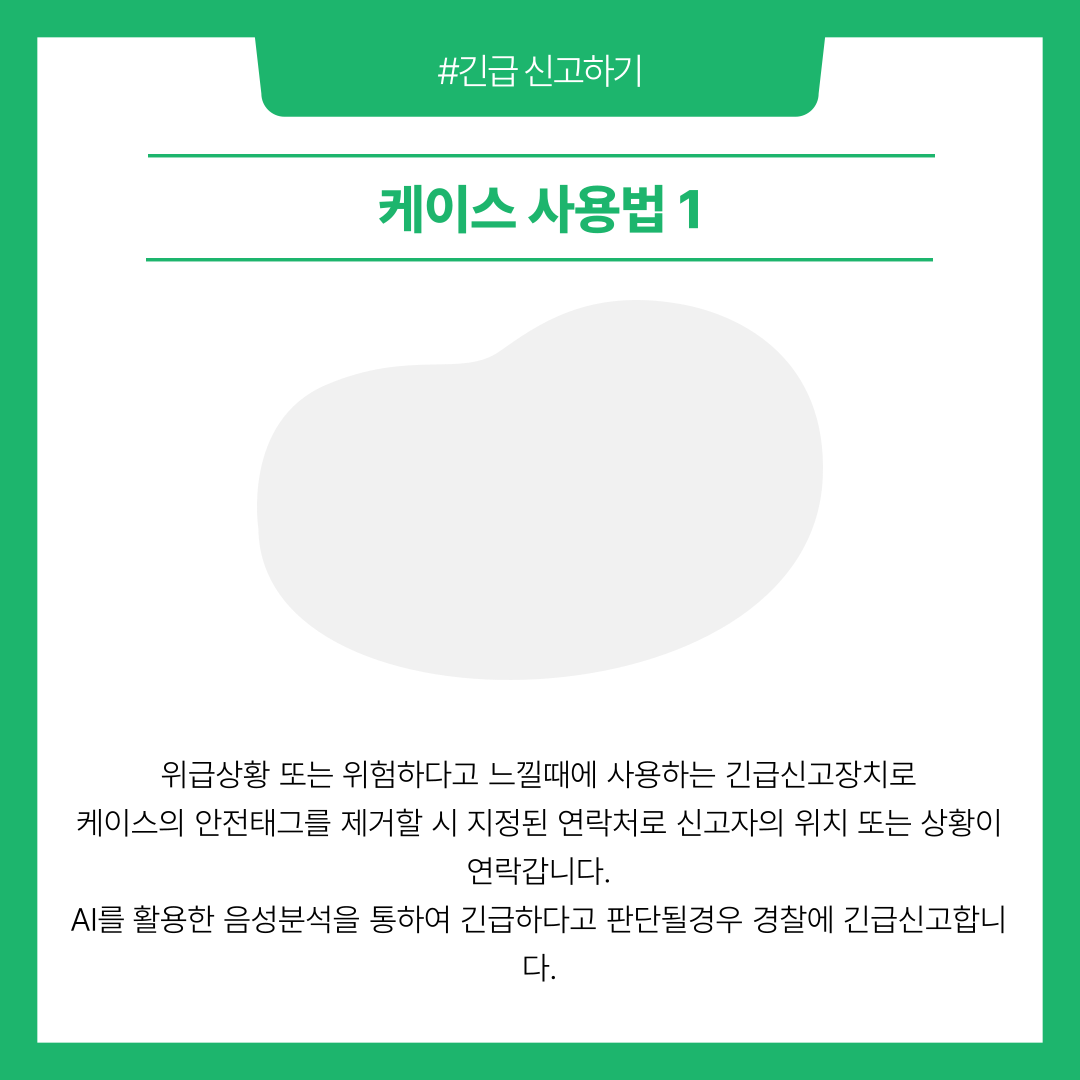 #긴급 신고하기
케이스 사용법 1
위급상황 또는 위험하다고 느낄때에 사용하는 긴급신고장치로
케이스의 안전태그를 제거할 시 지정된 연락처로 신고자의 위치 또는 상황이
연락갑니다.
AI를 활용한 음성분석을 통하여 긴급하다고 판단될경우 경찰에 긴급신고합니
다.